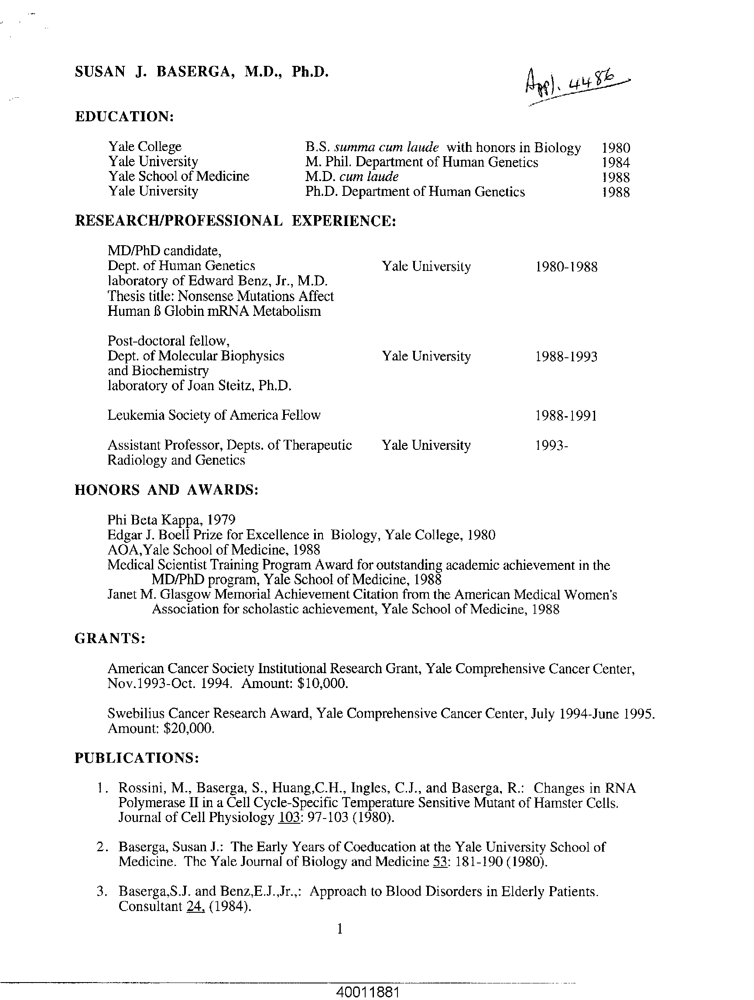 SUSAN J. BASERGA, M.D., Ph.D.
Appl. 4486
EDUCATION:
Yale College B.S. summa cum laude with honors in Biology 1980
Yale University M. Phil. Department of Human Genetics 1984
Yale School of Medicine M.D. cum laude 1988
Yale University Ph.D. Department of Human Genetics 1988
RESEARCH/PROFESSIONAL EXPERIENCE:
MD/PhD candidate,
Dept. of Human Genetics Yale University 1980-1988
laboratory of Edward Benz, Jr., M.D.
Thesis title: Nonsense Mutations Affect
Human ß Globin mRNA Metabolism
Post-doctoral fellow,
Dept. of Molecular Biophysics Yale University 1988-1993
and Biochemistry
laboratory of Joan Steitz, Ph.D.
Leukemia Society of America Fellow 1988-1991
Assistant Professor, Depts. of Therapeutic Yale University 1993-
Radiology and Genetics
HONORS AND AWARDS:
Phi Beta Kappa, 1979
Edgar J. Boell Prize for Excellence in Biology, Yale College, 1980
AOA,Yale School of Medicine, 1988
Medical Scientist Training Program Award for outstanding academic achievement in the
MD/PhD program, Yale School of Medicine, 1988
Janet M. Glasgow Memorial Achievement Citation from the American Medical Women's
Association for scholastic achievement, Yale School of Medicine, 1988
GRANTS:
American Cancer Society Institutional Research Grant, Yale Comprehensive Cancer Center,
Nov.1993-Oct. 1994. Amount: $10,000.
Swebilius Cancer Research Award, Yale Comprehensive Cancer Center, July 1994-June 1995.
Amount: $20,000.
PUBLICATIONS:
1. Rossini, M., Baserga, S., Huang,C.H., Ingles, C.J., and Baserga, R.: Changes in RNA
Polymerase II in a Cell Cycle-Specific Temperature Sensitive Mutant of Hamster Cells.
Journal of Cell Physiology 103: 97-103 (1980).
2. Baserga, Susan J.: The Early Years of Coeducation at the Yale University School of
Medicine. The Yale Journal of Biology and Medicine 53: 181-190 (1980).
3. Baserga,S.J. and Benz,E.J.,Jr.,: Approach to Blood Disorders in Elderly Patients.
Consultant 24, (1984).
1
40011881